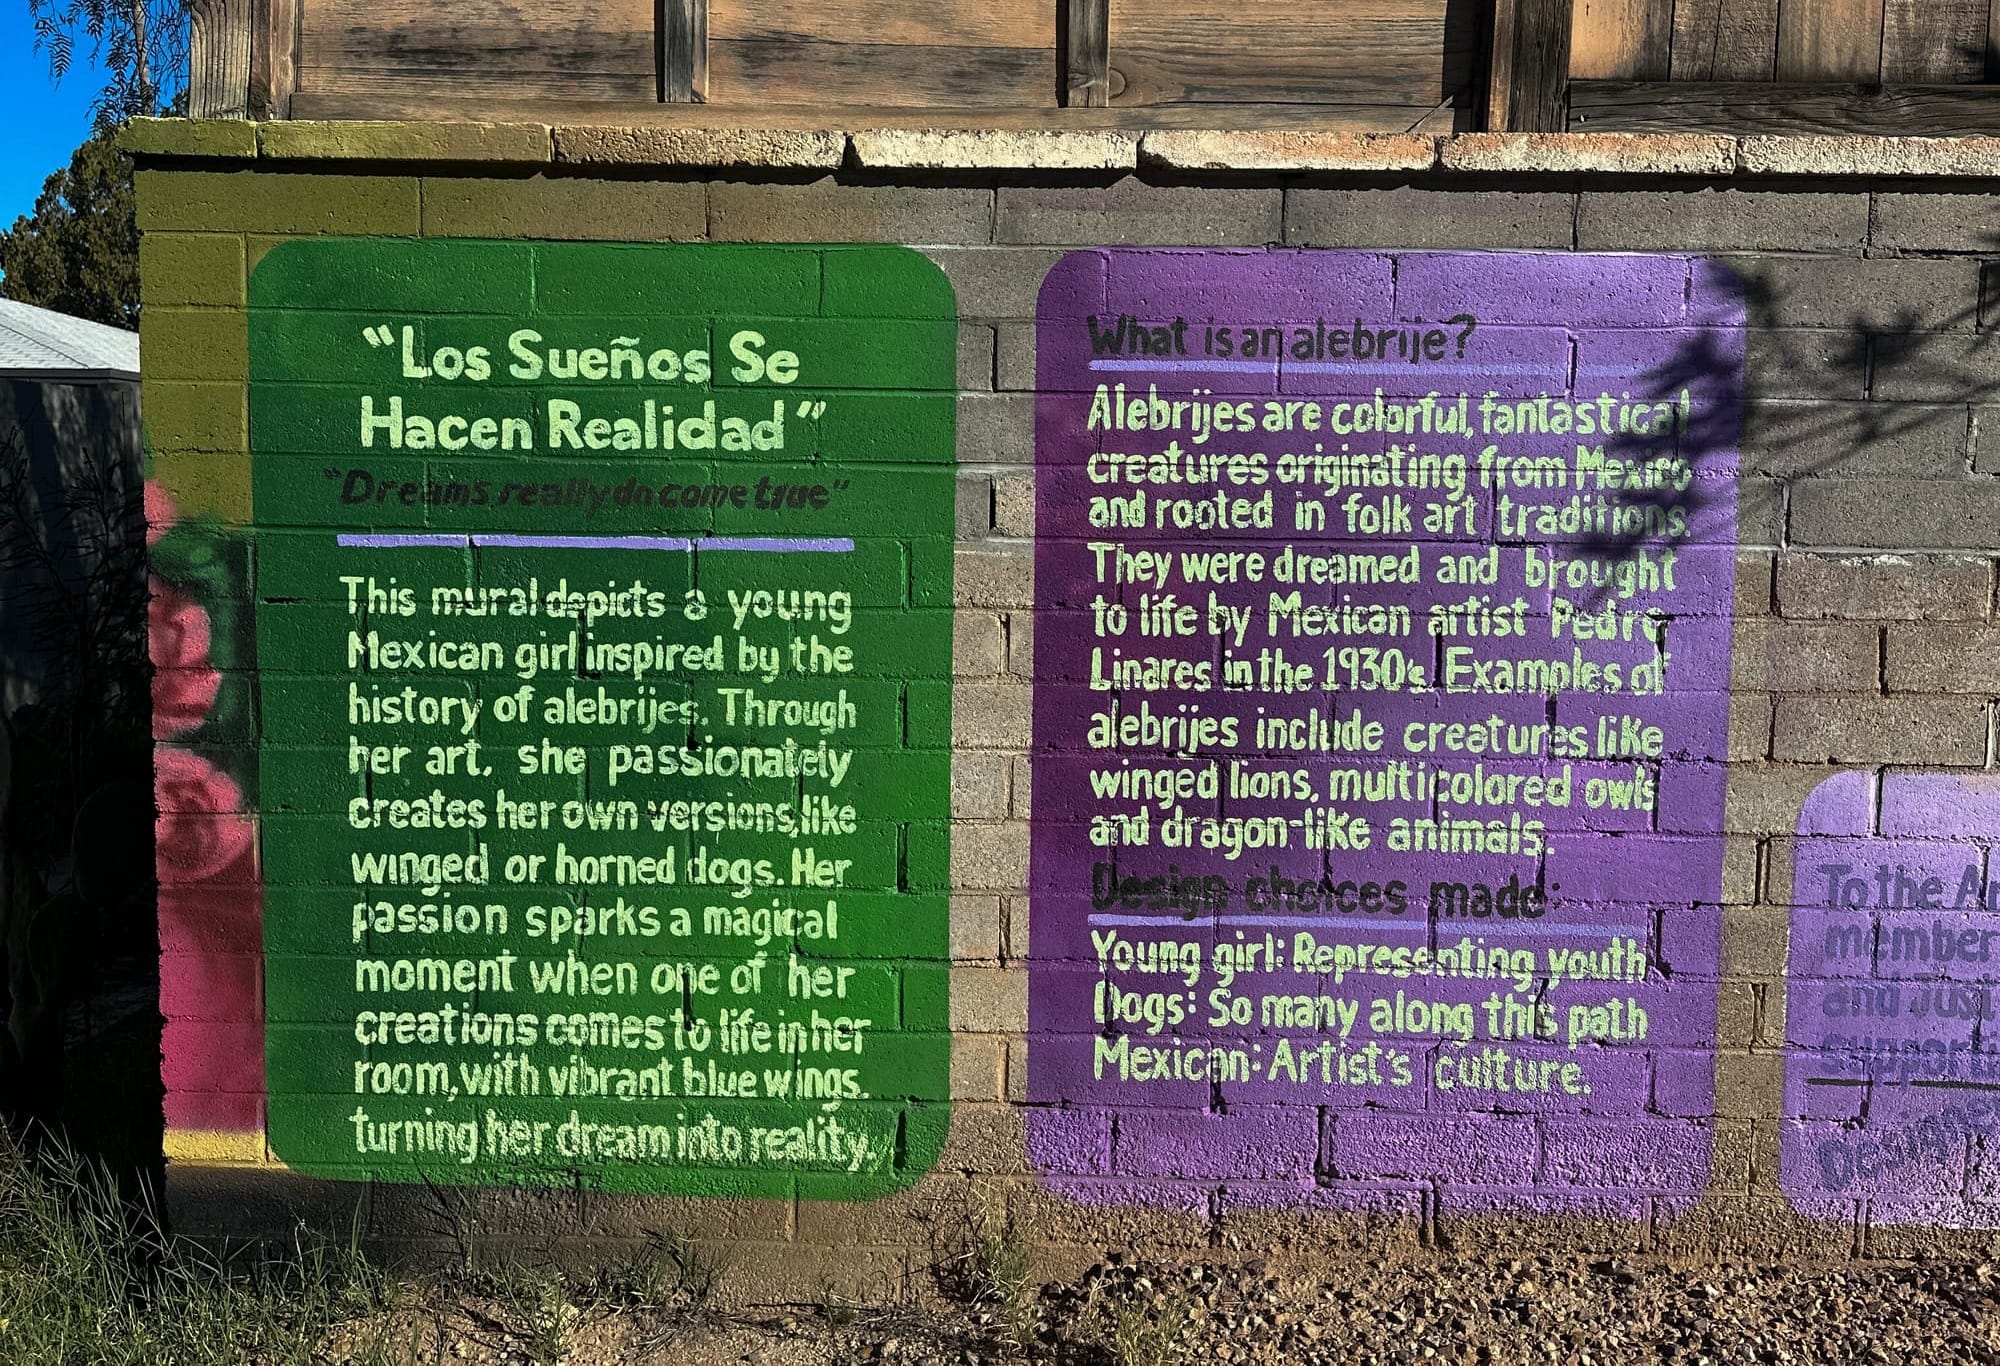 “Los Sueños Se
Hacen Realidad”
“Dreams really do come true”
This mural depicts a young
Mexican girl inspired by the
history of alebrijes. Through
her art, she passionately
creates her own versions, like
winged or horned dogs. Her
passion sparks a magical
moment when one of her
creations comes to life in her
room, with vibrant blue wings.
turning her dream into reality.
What is an alebrije?
Alebrijes are colorful, fantastical
creatures originating from Mexico
and rooted in folk art traditions.
They were dreamed and brought
to life by Mexican artist Pedro
Linares in the 1930s. Examples of
alebrijes include creatures like
winged lions, multicolored owls
and dragon-like animals.
Design choices made:
Young girl: Representing youth
Dogs: So many along this path
Mexican: Artist's culture.
To the
member
and